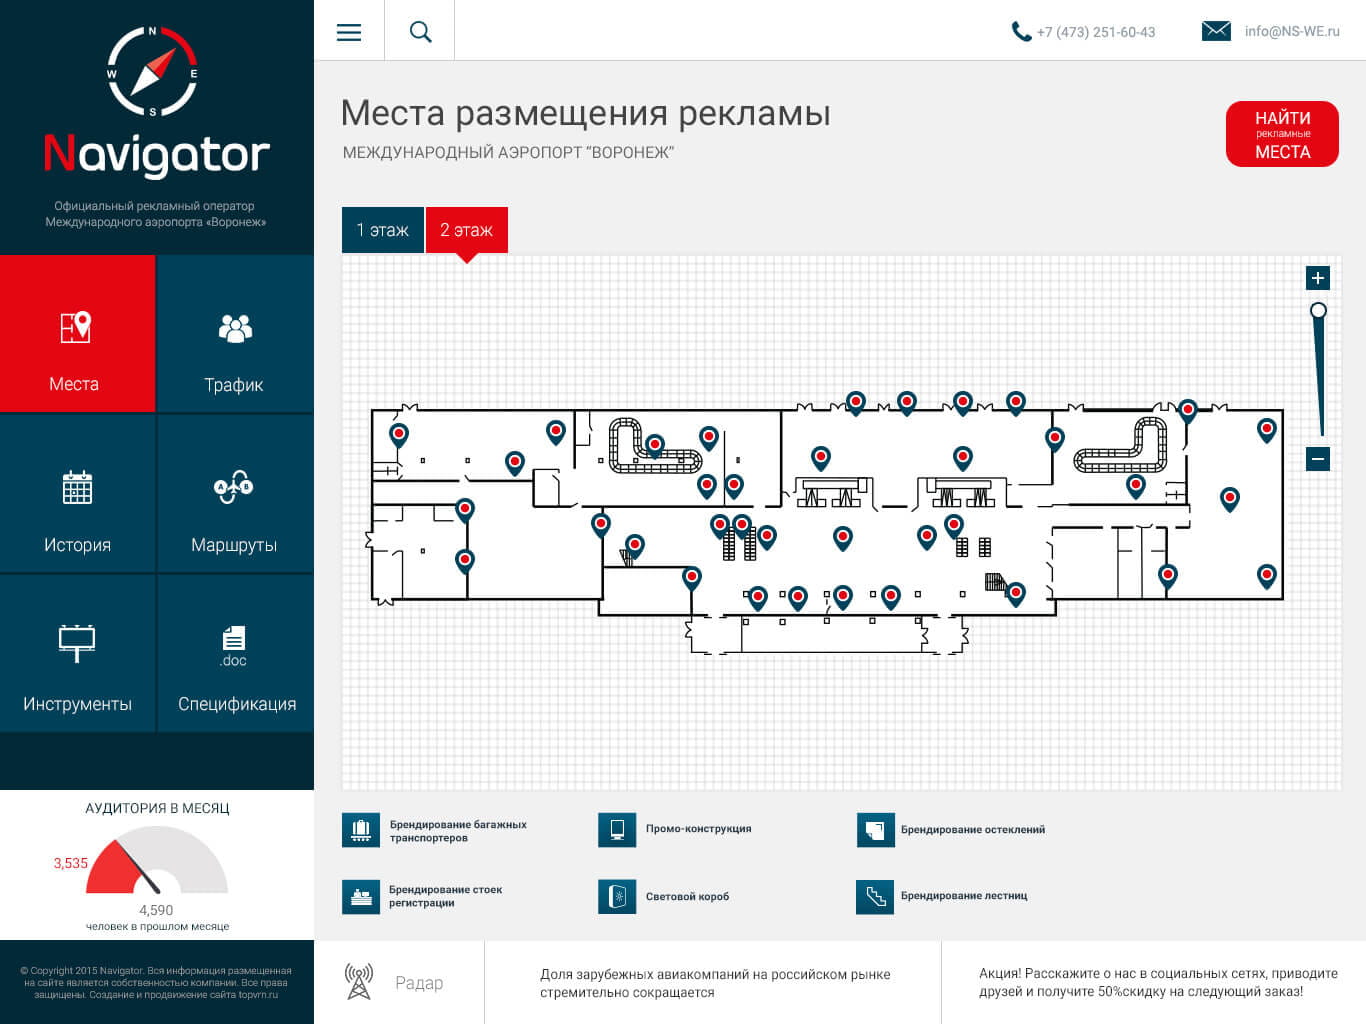 N
W E
S
Navigator
Официальный рекламный оператор
Международного аэропорта «Воронеж»
Места
Трафик
История
A B
Маршруты
Инструменты
.doc
Спецификация
АУДИТОРИЯ В МЕСЯЦ
3,535
4,590
человек в прошлом месяце
© Copyright 2015 Navigator. Вся информация размещенная
на сайте является собственностью компании. Все права
защищены. Создание и продвижение сайта topvrn.ru
+7 (473) 251-60-43
info@NS-WE.ru
Места размещения рекламы
МЕЖДУНАРОДНЫЙ АЭРОПОРТ “ВОРОНЕЖ”
НАЙТИ
рекламные
МЕСТА
1 этаж
2 этаж
Брендирование багажных
транспортеров
Промо-конструкция
Брендирование остеклений
Брендирование стоек
регистрации
Световой короб
Брендирование лестниц
Радар
Доля зарубежных авиакомпаний на российском рынке
стремительно сокращается
Акция! Расскажите о нас в социальных сетях, приводите
друзей и получите 50%скидку на следующий заказ!